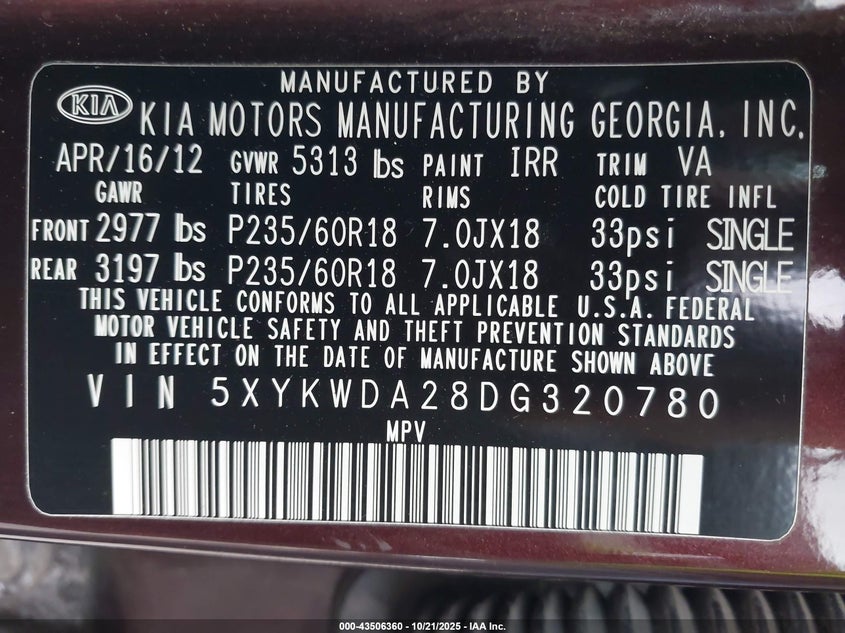 MANUFACTURED BY
KIA KIA MOTORS MANUFACTURING GEORGIA, INC.
APR/16/12 GVWR 5313 lbs PAINT IRR TRIM VA
GAWR TIRES RIMS COLD TIRE INFL
FRONT 2977 lbs P235/60R18 7.0JX18 33psi SINGLE
REAR 3197 lbs P235/60R18 7.0JX18 33psi SINGLE
THIS VEHICLE CONFORMS TO ALL APPLICABLE U.S.A. FEDERAL
MOTOR VEHICLE SAFETY AND THEFT PREVENTION STANDARDS
IN EFFECT ON THE DATE OF MANUFACTURE SHOWN ABOVE
VIN 5XYKWDA28DG320780
MPV
000-43506360 - 10/21/2025 - IAA Inc.